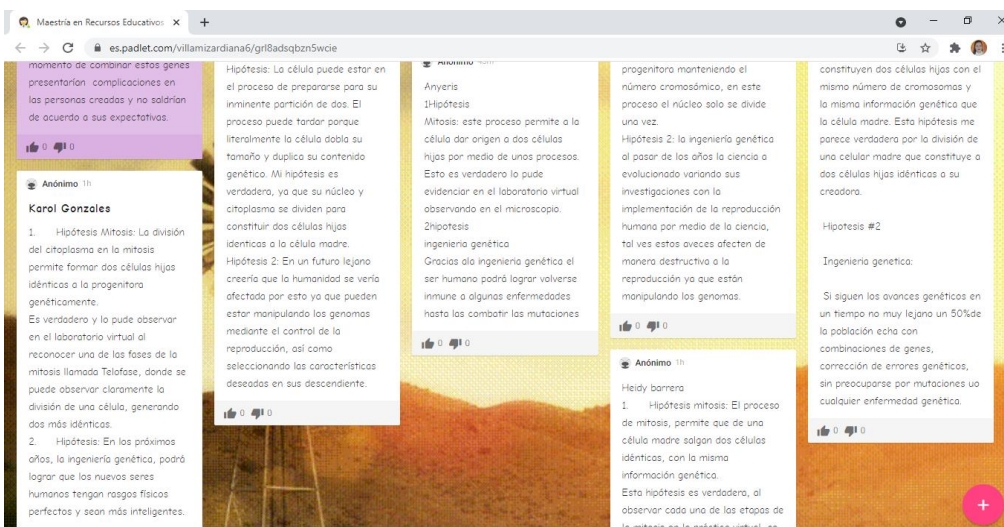 Maestría en Recursos Educativos
es.padlet.com/villamizardiana6/grl8adsqbzn5wcie
momento de combinar estos genes
presentarían complicaciones en
las personas creadas y no saldrían
de acuerdo a sus expectativas.
0 0
Anónimo 1h
Karol Gonzales
1. Hipótesis Mitosis: La división
del citoplasma en la mitosis
permite formar dos células hijas
idénticas a la progenitora
genéticamente.
Es verdadero y lo pude observar
en el laboratorio virtual al
reconocer una de las fases de la
mitosis llamada Telofase, donde se
puede observar claramente la
división de una célula, generando
dos más idénticas.
2. Hipótesis: En los próximos
años, la ingeniería genética, podrá
lograr que los nuevos seres
humanos tengan rasgos físicos
perfectos y sean más inteligentes.
Hipótesis: La célula puede estar en
el proceso de prepararse para su
inminente partición de dos. El
proceso puede tardar porque
literalmente la célula dobla su
tamaño y duplica su contenido
genético. Mi hipótesis es
verdadera, ya que su núcleo y
citoplasma se dividen para
constituir dos células hijas
identicas a la célula madre.
Hipótesis 2: En un futuro lejano
creería que la humanidad se vería
afectada por esto ya que pueden
estar manipulando los genomas
mediante el control de la
reproducción, así como
seleccionando las características
deseadas en sus descendiente.
0 0
Anónimo
Anyeris
1Hipótesis
Mitosis: este proceso permite a la
célula dar origen a dos células
hijas por medio de unos procesos.
Esto es verdadero lo pude
evidenciar en el laboratorio virtual
observando en el microscopio.
2hipotesis
ingenieria genética
Gracias ala ingeniería genética el
ser humano podrá lograr volverse
inmune a algunas enfermedades
hasta las combatir las mutaciones
0 0
progenitora manteniendo el
número cromosómico, en este
proceso el núcleo solo se divide
una vez.
Hipótesis 2: la ingeniería genética
al pasar de los años la ciencia a
evolucionado variando sus
investigaciones con la
implementación de la reproducción
humana por medio de la ciencia,
tal ves estos aveces afecten de
manera destructiva a la
reproducción ya que están
manipulando los genomas.
0 0
Anónimo 1h
Heidy barrera
1. Hipótesis mitosis: El proceso
de mitosis, permite que de una
célula madre salgan dos células
idénticas, con la misma
información genética.
Esta hipótesis es verdadera, al
observar cada una de las etapas de
la mitosis en la práctica virtual, se
constituyen dos células hijas con el
mismo número de cromosomas y
la misma información genética que
la célula madre. Esta hipótesis me
parece verdadera por la división de
una celular madre que constituye a
dos células hijas idénticas a su
creadora.
Hipotesis #2
Ingenieria genetica:
Si siguen los avances genéticos en
un tiempo no muy lejano un 50%de
la población echa con
combinaciones de genes,
corrección de errores genéticos,
sin preocuparse por mutaciones uo
cualquier enfermedad genética.
0 0